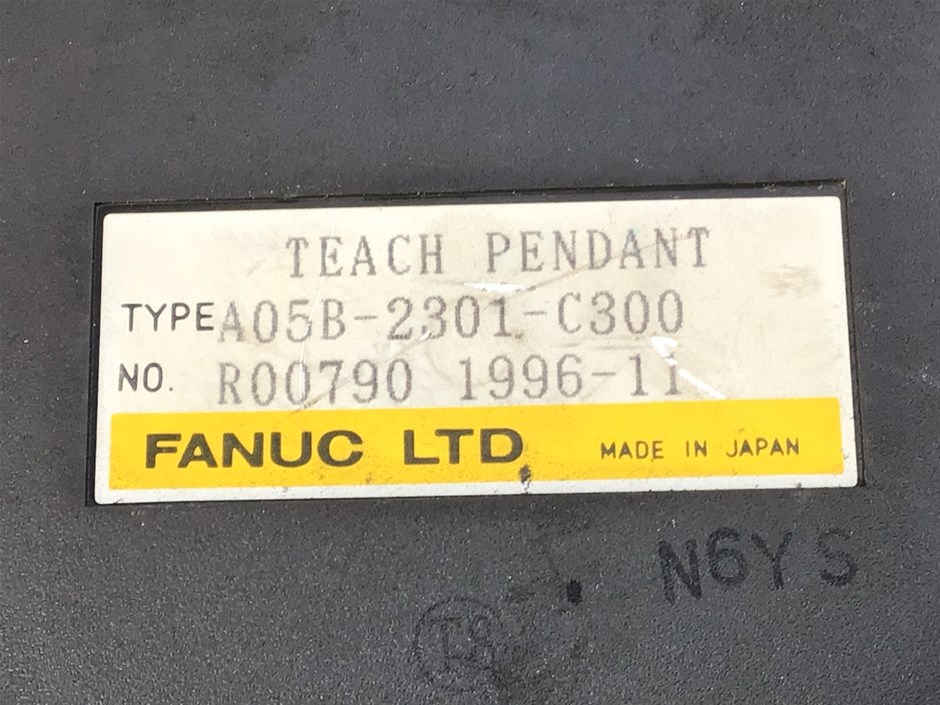 TEACH PENDANT
TYPE A05B-2301-C300
NO. R00790 1996-11
FANUC LTD MADE IN JAPAN
N6YS